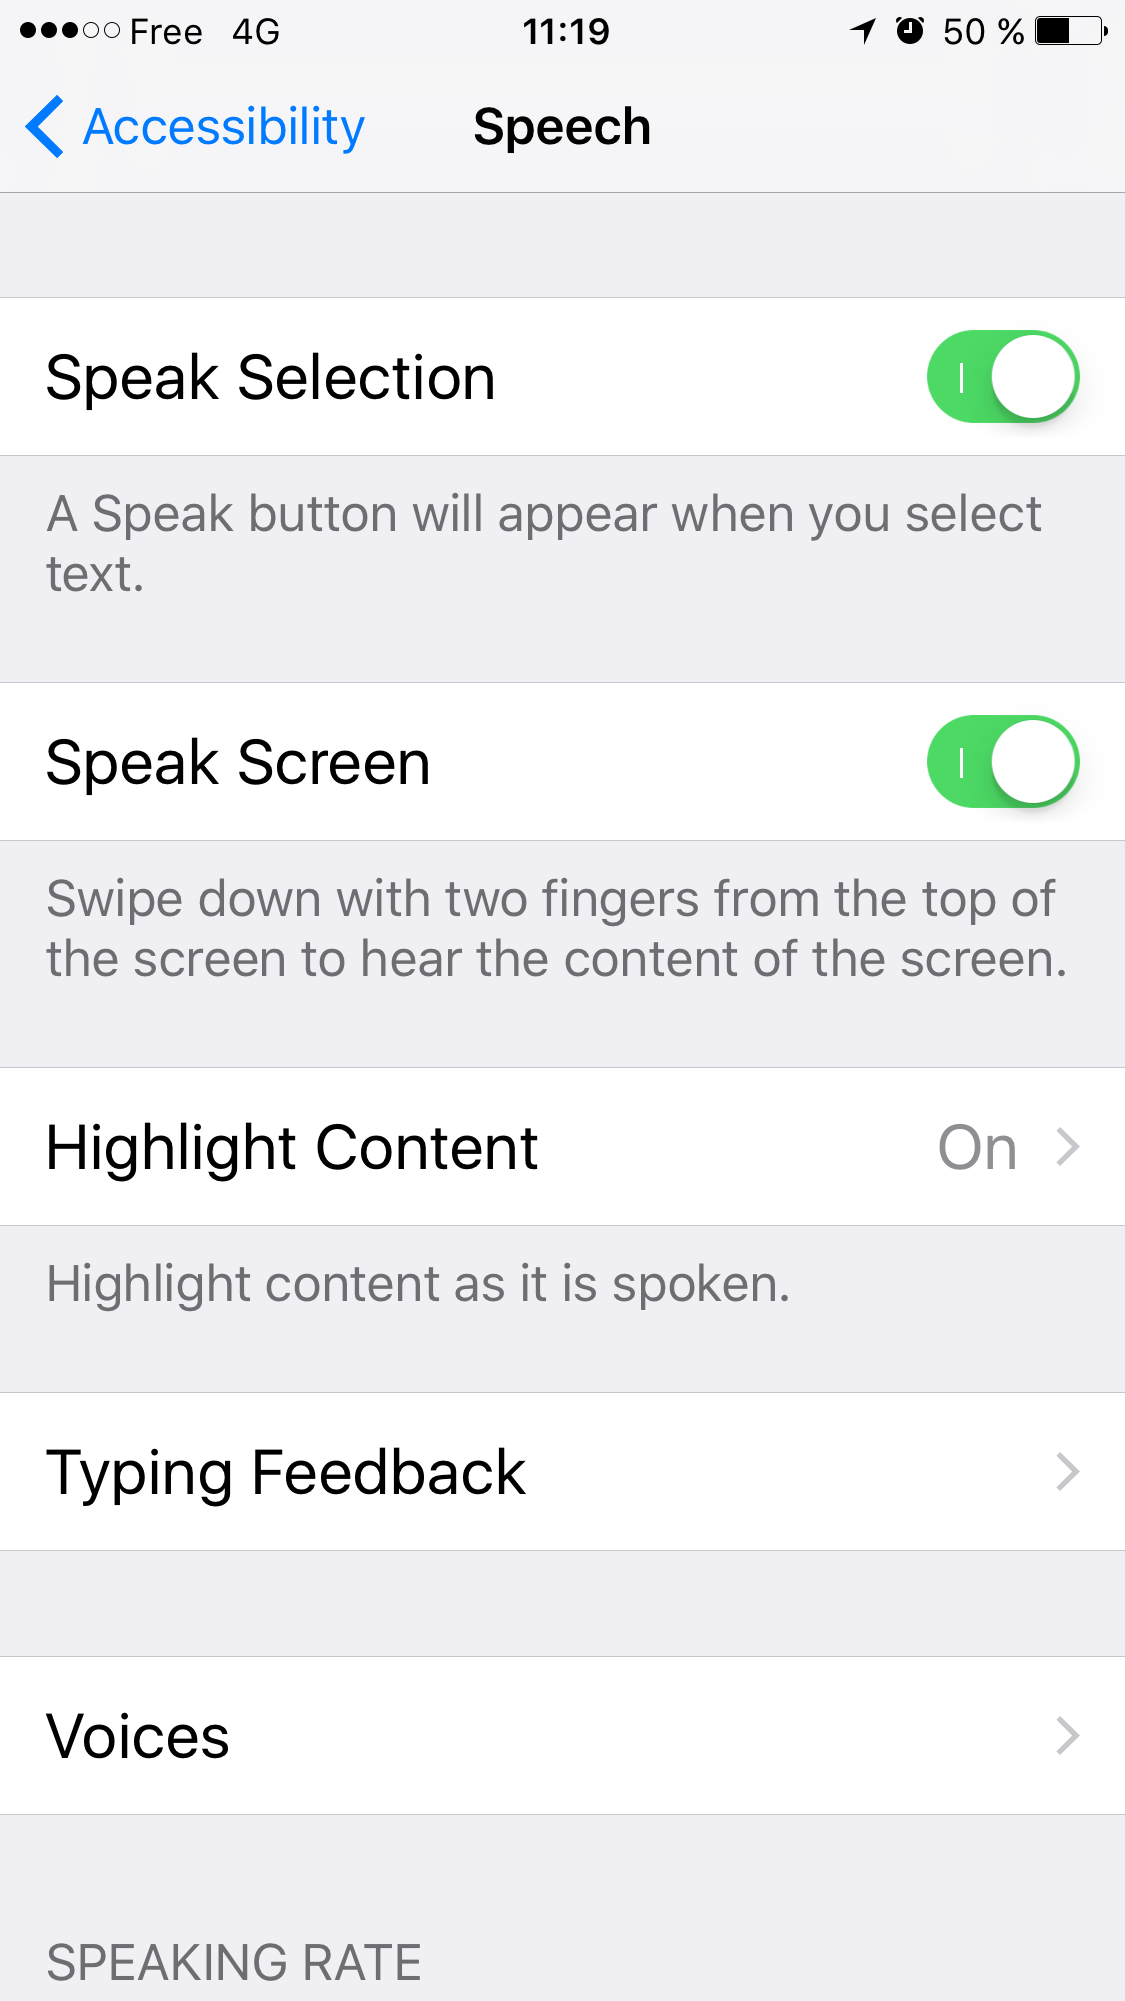 Free 4G 11:19 50 %
Accessibility Speech
Speak Selection
A Speak button will appear when you select
text.
Speak Screen
Swipe down with two fingers from the top of
the screen to hear the content of the screen.
Highlight Content On
Highlight content as it is spoken.
Typing Feedback
Voices
SPEAKING RATE